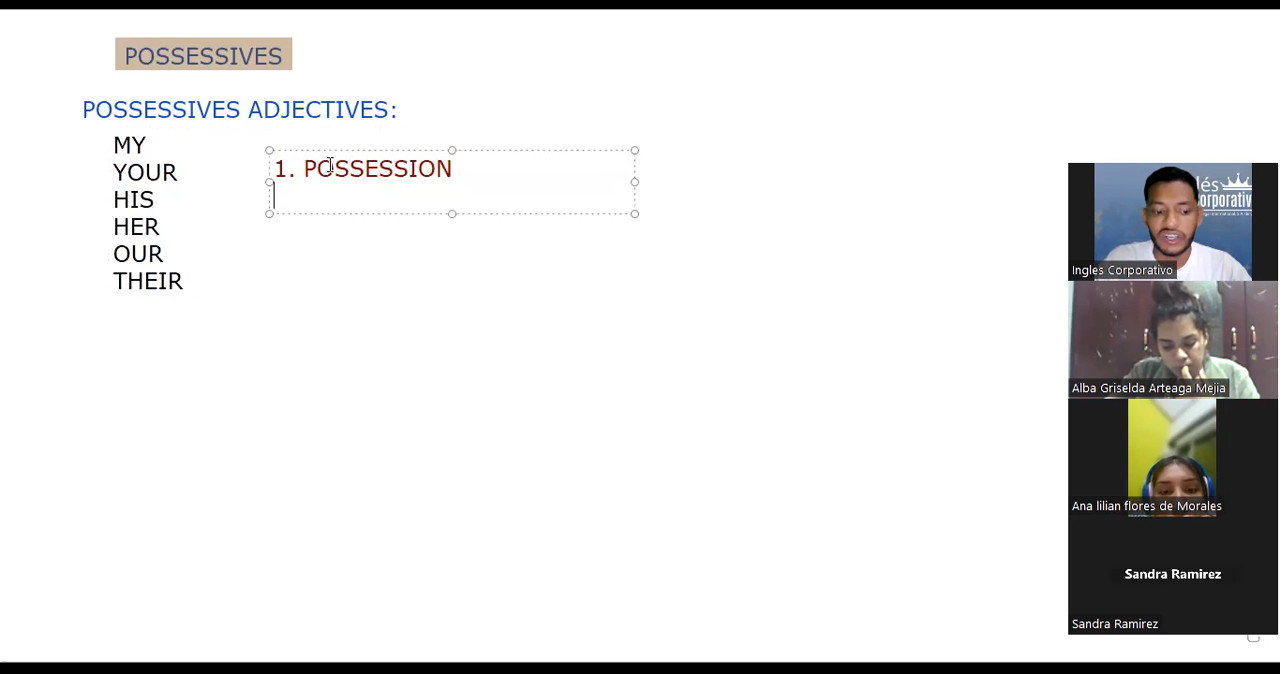 POSSESSIVES
POSSESSIVES ADJECTIVES:
MY
YOUR
HIS
HER
OUR
THEIR
1. POSSESSION
Corporativo
Ingles Corporativo
Alba Griselda Arteaga Mejia
Ana lilian flores de Morales
Sandra Ramirez
Sandra Ramirez